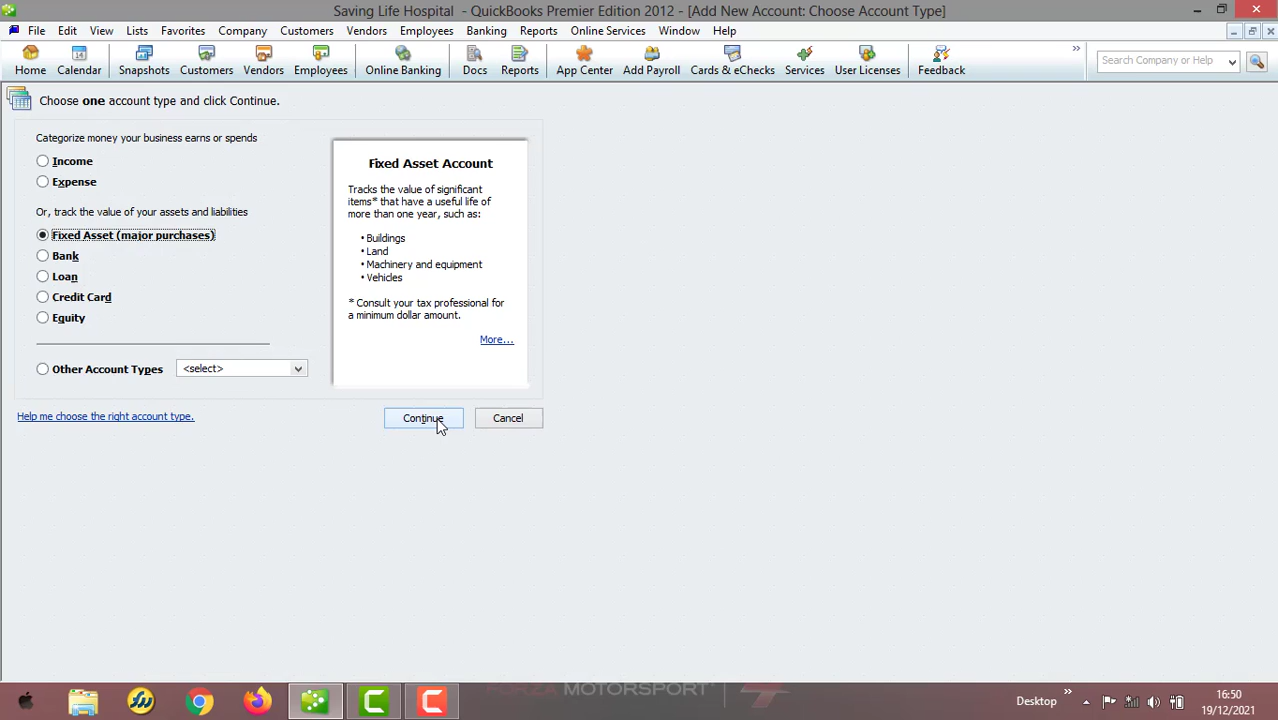 Saving Life Hospital - QuickBooks Premier Edition 2012 - [Add New Account: Choose Account Type]
File Edit View Lists Favorites Company Customers Vendors Employees Banking Reports Online Services Window Help
Home Calendar Snapshots Customers Vendors Employees Online Banking Docs Reports App Center Add Payroll Cards & eChecks Services User Licenses Feedback
14
Search Company or Help
Choose one account type and click Continue.
Categorize money your business earns or spends
Income
Expense
Or, track the value of your assets and liabilities
Fixed Asset (major purchases)
Bank
Loan
Credit Card
Equity
Other Account Types <select>
Fixed Asset Account
Tracks the value of significant
items* that have a useful life of
more than one year, such as:
• Buildings
• Land
• Machinery and equipment
• Vehicles
* Consult your tax professional for
a minimum dollar amount.
More...
Help me choose the right account type.
Continue
Cancel
FORZA MOTORSPORT
Desktop
16:50
19/12/2021